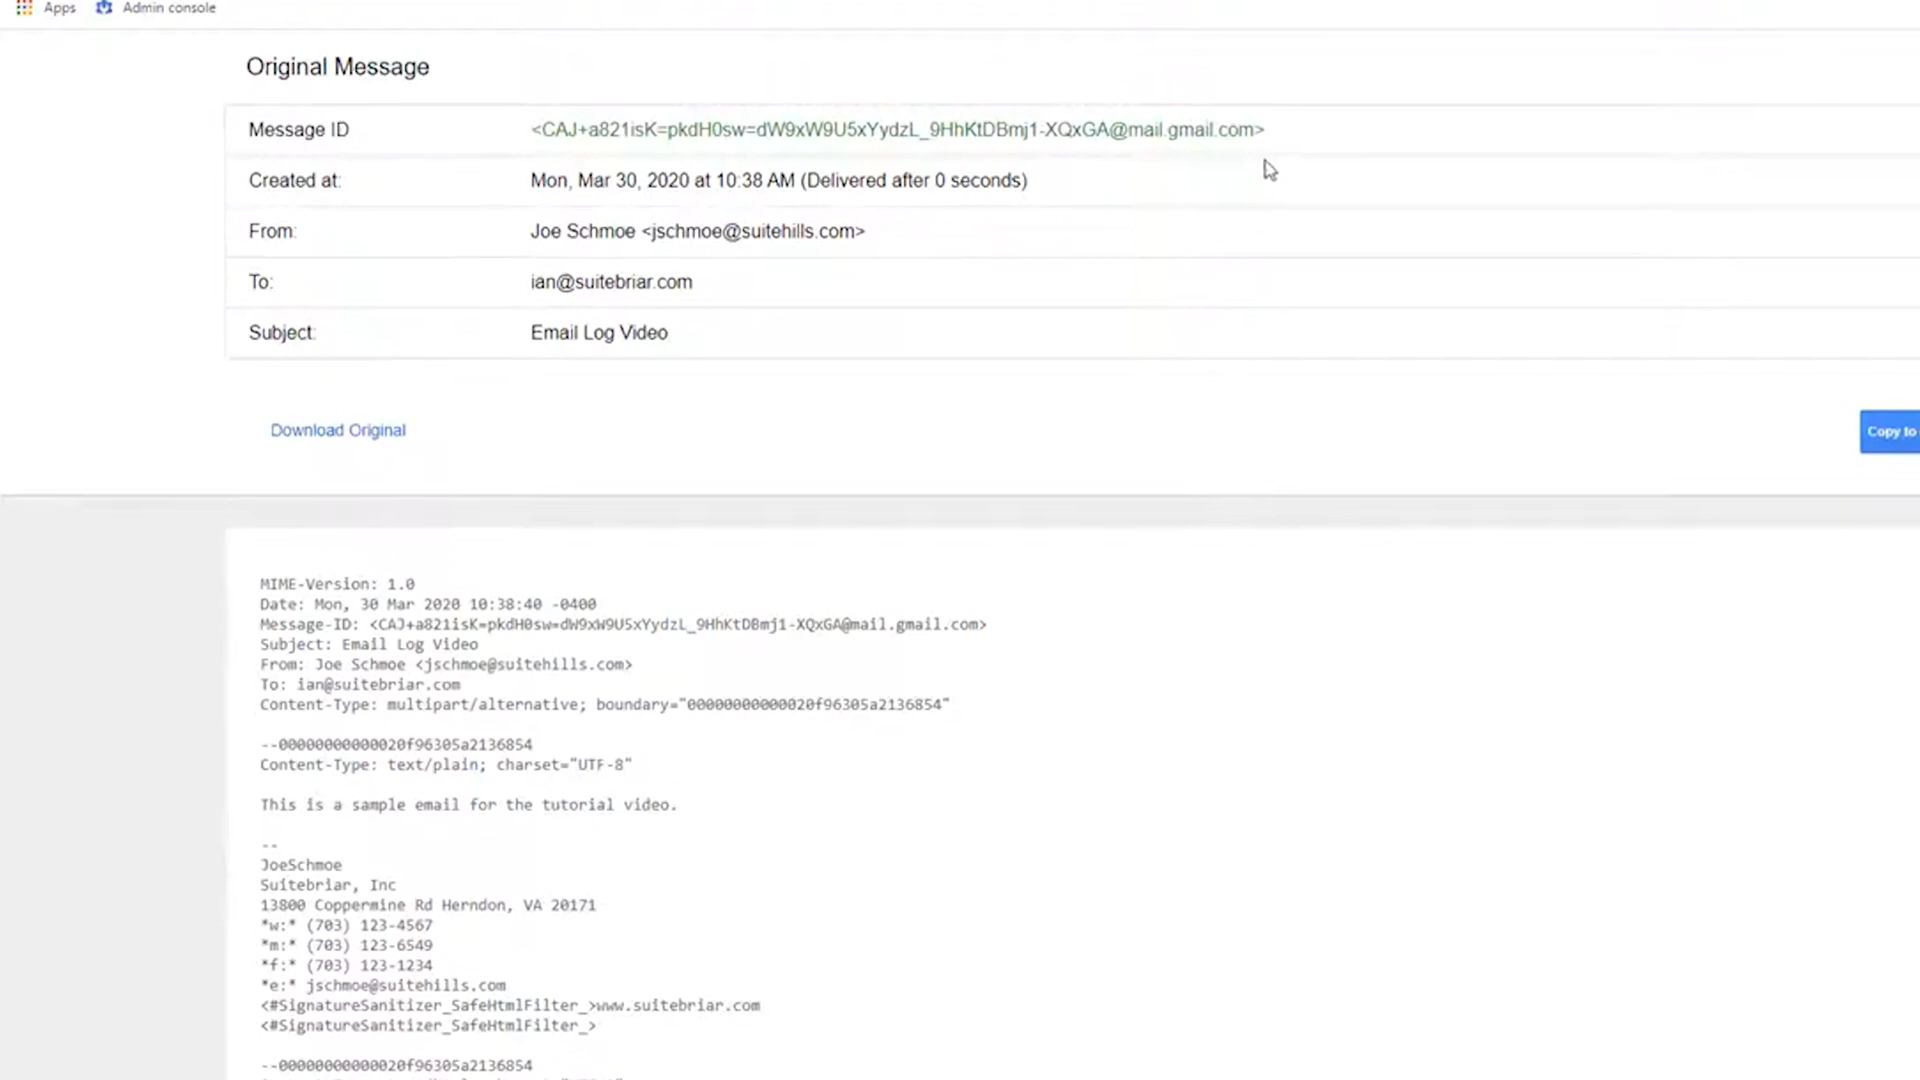 Apps Admin console
Original Message
Message ID <CAJ+a821isK=pkdH0sw=dW9xW9U5xYydzL_9HhKtDBmj1-XQxGA@mail.gmail.com>
Created at: Mon, Mar 30, 2020 at 10:38 AM (Delivered after 0 seconds)
From: Joe Schmoe <jschmoe@suitehills.com>
To: ian@suitebriar.com
Subject: Email Log Video
Download Original Copy to
MIME-Version: 1.0
Date: Mon, 30 Mar 2020 10:38:40 -0400
Message-ID: <CAJ+a821isK=pkdH0sw=dW9xW9U5xYydzL_9HhKtDBmj1-XQxGA@mail.gmail.com>
Subject: Email Log Video
From: Joe Schmoe <jschmoe@suitehills.com>
To: ian@suitebriar.com
Content-Type: multipart/alternative; boundary="00000000000020f96305a2136854"
--00000000000020f96305a2136854
Content-Type: text/plain; charset="UTF-8"
This is a sample email for the tutorial video.
--
JoeSchmoe
Suitebriar, Inc
13800 Coppermine Rd Herndon, VA 20171
*w:* (703) 123-4567
*m:* (703) 123-6549
*f:* (703) 123-1234
*e:* jschmoe@suitehills.com
<#SignatureSanitizer_SafeHtmlFilter_>www.suitebriar.com
<#SignatureSanitizer_SafeHtmlFilter_>
--00000000000020f96305a2136854